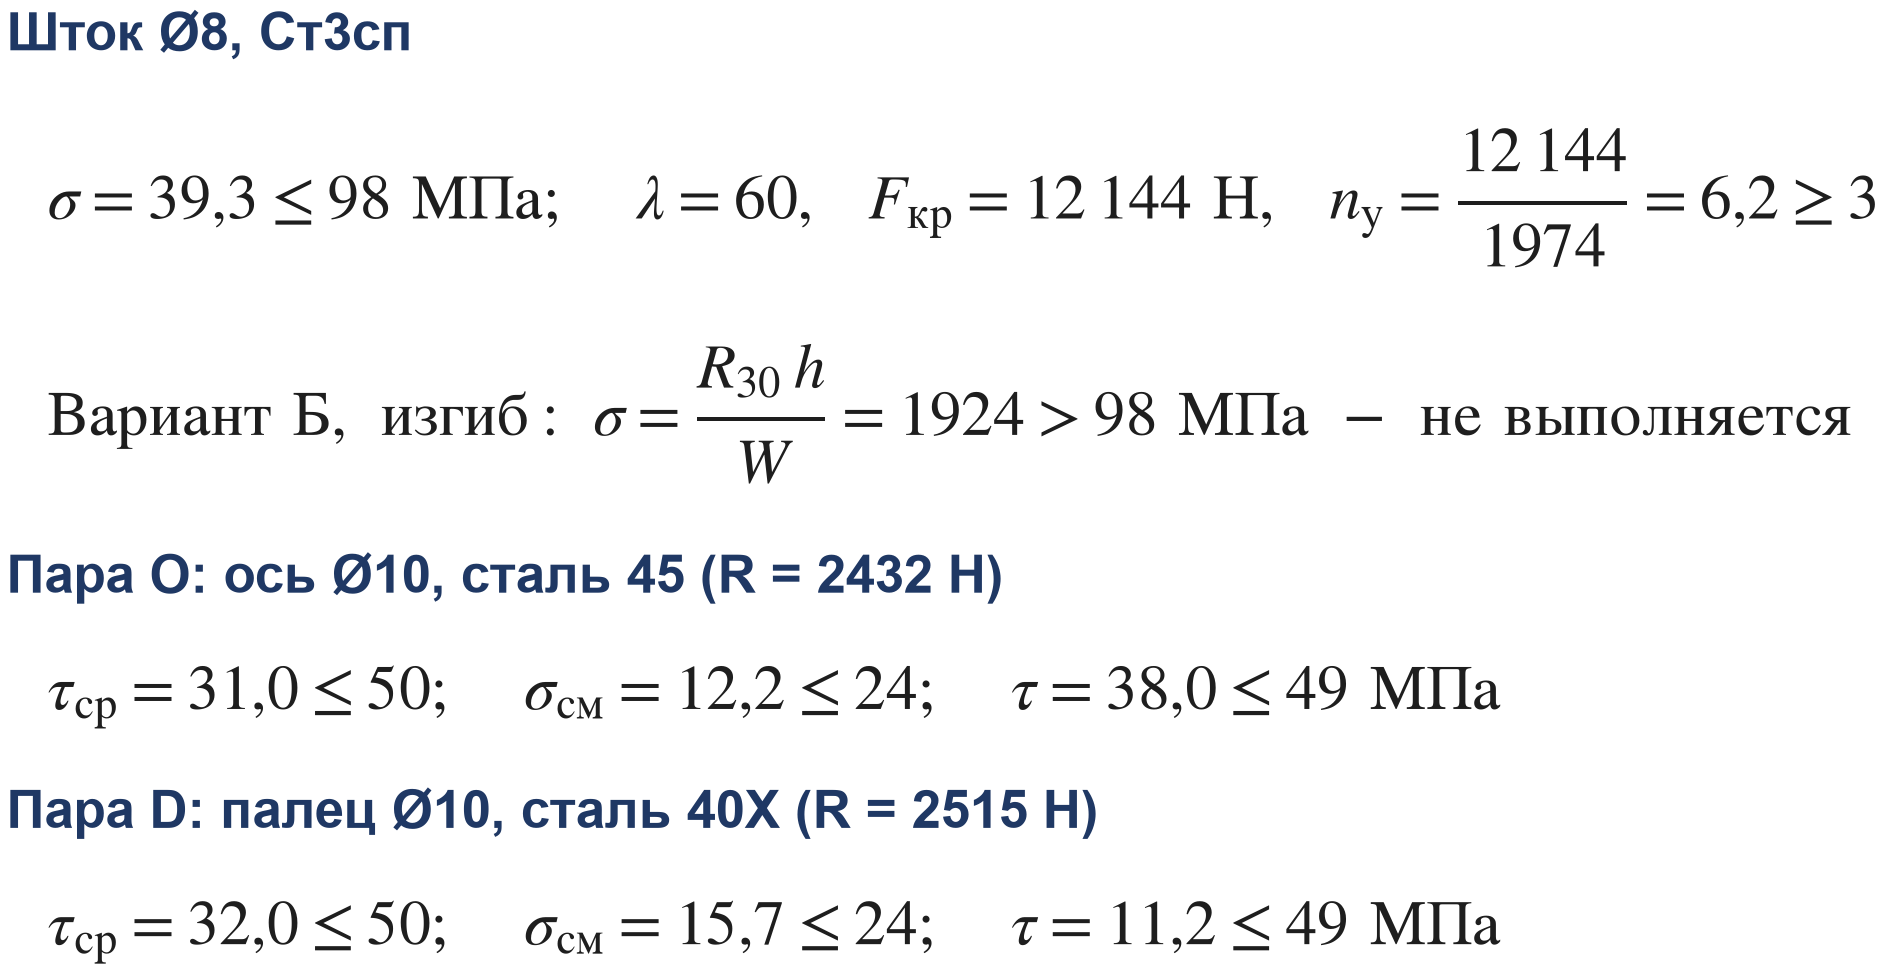 Шток Ø8, Ст3сп
σ = 39,3 ≤ 98 МПа; λ = 60, Fкр = 12 144 Н, nу = 12 144 / 1974 = 6,2 ≥ 3
Вариант Б, изгиб : σ = R30 h / W = 1924 > 98 МПа − не выполняется
Пара O: ось Ø10, сталь 45 (R = 2432 Н)
τср = 31,0 ≤ 50; σсм = 12,2 ≤ 24; τ = 38,0 ≤ 49 МПа
Пара D: палец Ø10, сталь 40Х (R = 2515 Н)
τср = 32,0 ≤ 50; σсм = 15,7 ≤ 24; τ = 11,2 ≤ 49 МПа